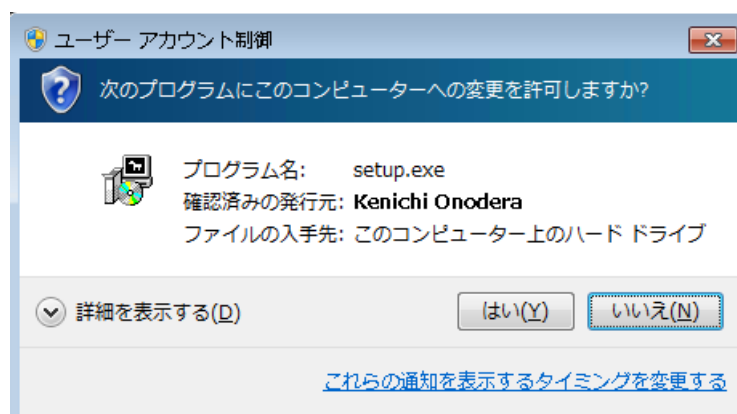 ユーザー アカウント制御
次のプログラムにこのコンピューターへの変更を許可しますか?
プログラム名: setup.exe
確認済みの発行元: Kenichi Onodera
ファイルの入手先: このコンピューター上のハード ドライブ
詳細を表示する(D) はい(Y) いいえ(N)
これらの通知を表示するタイミングを変更する